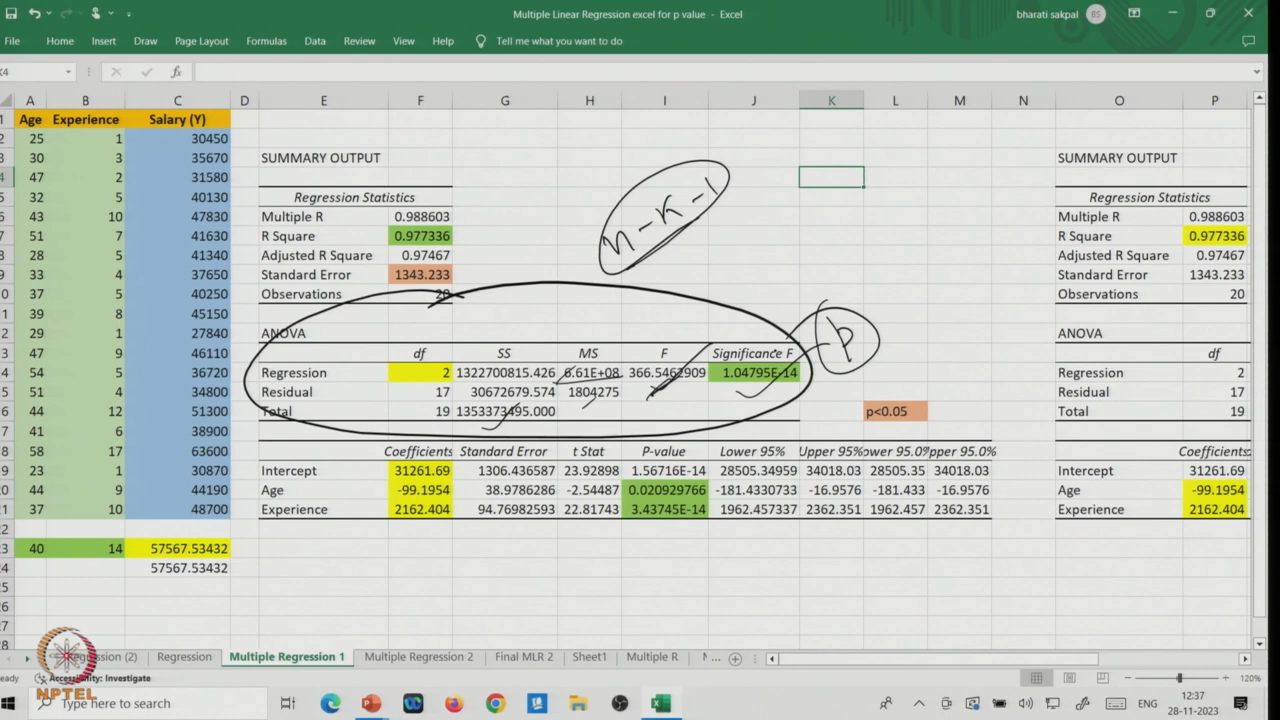 Multiple Linear Regression excel for p value - Excel
bharati sakpal BS
File Home Insert Draw Page Layout Formulas Data Review View Help Tell me what you want to do
fx
A B C D E F G H I J K L M N O P
Age Experience Salary (Y)
25 1 30450
30 3 35670 SUMMARY OUTPUT SUMMARY OUTPUT
47 2 31580
32 5 40130 Regression Statistics Regression Statistics
43 10 47830 Multiple R 0.988603 Multiple R 0.988603
51 7 41630 R Square 0.977336 R Square 0.977336
28 5 41340 Adjusted R Square 0.97467 Adjusted R Square 0.97467
33 4 37650 Standard Error 1343.233 Standard Error 1343.233
37 5 40250 Observations 20 Observations 20
39 8 45150
27840 1 ANOVA ANOVA
47 9 46110 df SS MS F Significance F df
54 5 36720 Regression 2 1322700815.426 6.61E+08 366.5462909 1.04795E-14 Regression 2
51 4 34800 Residual 17 30672679.574 1804275 Residual 17
44 12 51300 Total 19 1353373495.000 p<0.05 Total 19
41 6 38900
58 17 63600 Coefficients Standard Error t Stat P-value Lower 95% Upper 95% Coefficients
23 1 30870 Intercept 31261.69 1306.436587 23.92898 1.56716E-14 28505.34959 34018.03 28505.35 34018.03 Intercept 31261.69
44 9 44190 Age -99.1954 38.9786286 -2.54487 0.020929766 -181.4330733 -16.9576 -181.433 -16.9576 Age -99.1954
37 10 48700 Experience 2162.404 94.76982593 22.81743 3.43745E-14 1962.457337 2362.351 1962.457 2362.351 Experience 2162.404
40 14 57567.53432
57567.53432
n - k - 1
p
Regression Multiple Regression 1 Multiple Regression 2 Final MLR 2 Sheet1 Multiple R
Accessibility: Investigate 120%
NPTEL
Type here to search
ENG
12:37
28-11-2023